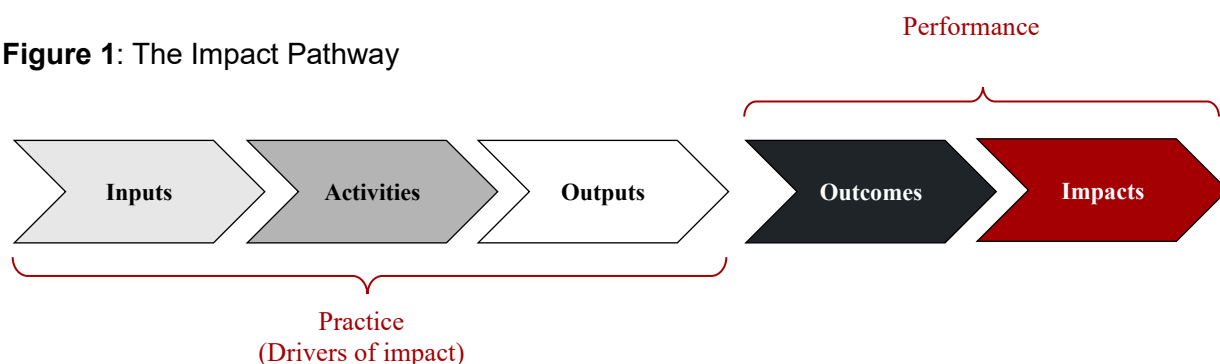 Performance
Figure 1: The Impact Pathway
Inputs
Activities
Outputs
Outcomes
Impacts
Practice
(Drivers of impact)